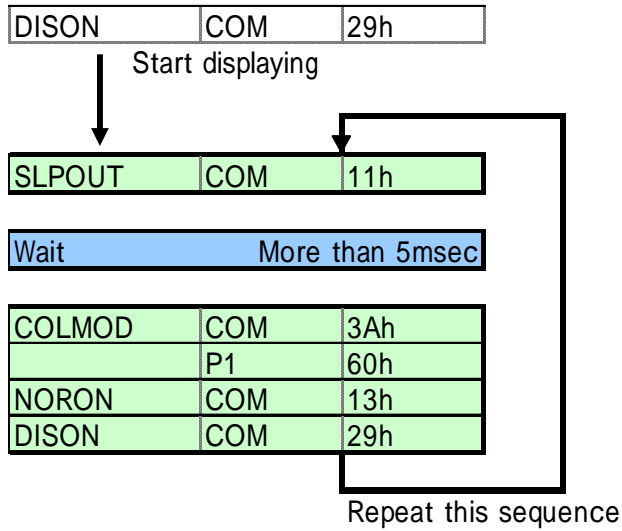 DISON COM 29h
Start displaying
SLPOUT COM 11h
Wait More than 5msec
COLMOD COM 3Ah
P1 60h
NORON COM 13h
DISON COM 29h
Repeat this sequence